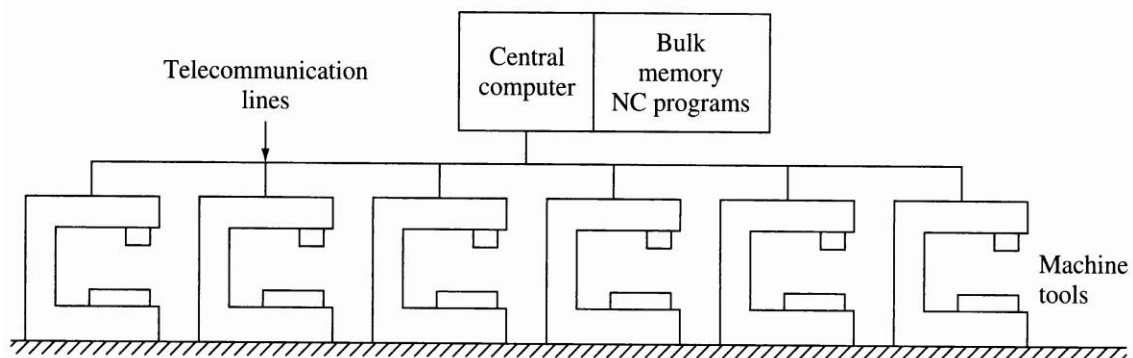 Central
computer
Bulk
memory
NC programs
Telecommunication
lines
Machine
tools